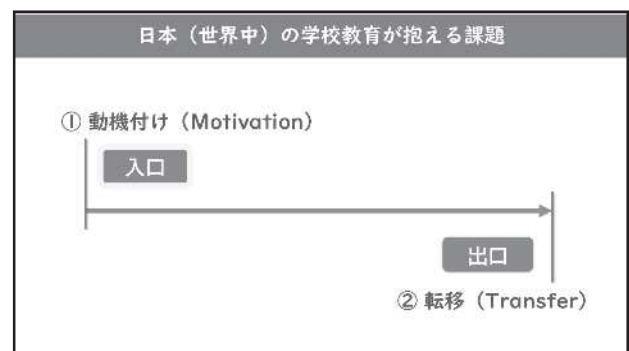 日本（世界中）の学校教育が抱える課題
① 動機付け（Motivation）
入口
出口
② 転移（Transfer）